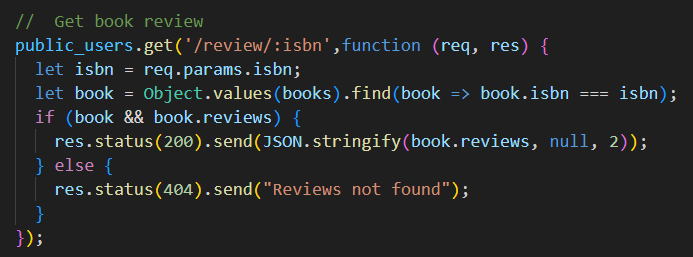 //  Get book review
public_users.get('/review/:isbn',function (req, res) {
  let isbn = req.params.isbn;
  let book = Object.values(books).find(book => book.isbn === isbn);
  if (book && book.reviews) {
    res.status(200).send(JSON.stringify(book.reviews, null, 2));
  } else {
    res.status(404).send("Reviews not found");
  }
});